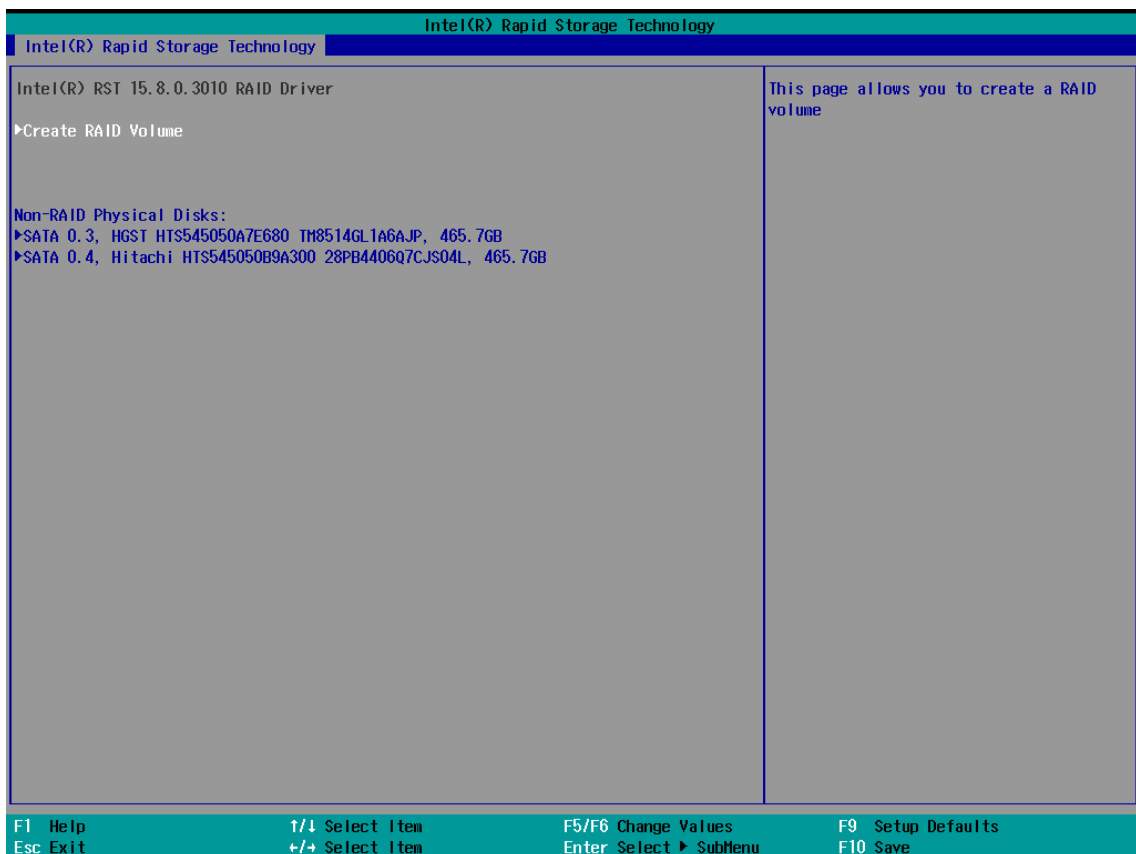 Intel(R) Rapid Storage Technology
Intel(R) Rapid Storage Technology
Intel(R) RST 15.8.0.3010 RAID Driver
▶Create RAID Volume
Non-RAID Physical Disks:
▶SATA 0.3, HGST HTS545050A7E680 TM8514GL1A6AJP, 465.7GB
▶SATA 0.4, Hitachi HTS545050B9A300 28PB4406Q7CJS04L, 465.7GB
This page allows you to create a RAID
volume
F1 Help ↑/↓ Select Item F5/F6 Change Values F9 Setup Defaults
Esc Exit ←/→ Select Item Enter Select ▶ SubMenu F10 Save